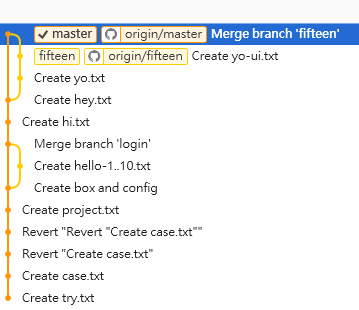 master origin/master Merge branch 'fifteen'
fifteen origin/fifteen Create yo-ui.txt
Create yo.txt
Create hey.txt
Create hi.txt
Merge branch 'login'
Create hello-1..10.txt
Create box and config
Create project.txt
Revert "Revert "Create case.txt""
Revert "Create case.txt"
Create case.txt
Create try.txt